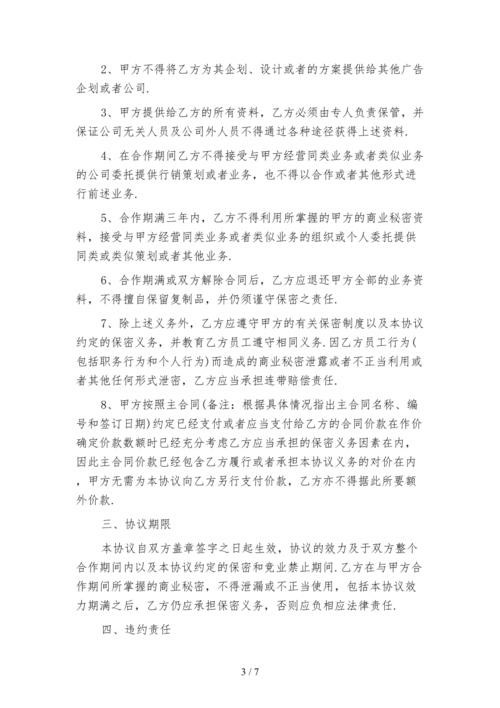 2、甲方不得将乙方为其企划、设计或者的方案提供给其他广告
企划或者公司.
3、甲方提供给乙方的所有资料，乙方必须由专人负责保管，并
保证公司无关人员及公司外人员不得通过各种途径获得上述资料.
4、在合作期间乙方不得接受与甲方经营同类业务或者类似业务
的公司委托提供行销策划或者业务，也不得以合作或者其他形式进
行前述业务.
5、合作期满三年内，乙方不得利用所掌握的甲方的商业秘密资
料，接受与甲方经营同类业务或者类似业务的组织或个人委托提供
同类或类似策划或者其他业务.
6、合作期满或双方解除合同后，乙方应退还甲方全部的业务资
料，不得擅自保留复制品，并仍须谨守保密之责任.
7、除上述义务外，乙方应遵守甲方的有关保密制度以及本协议
约定的保密义务，并教育乙方员工遵守相同义务.因乙方员工行为(
包括职务行为和个人行为)而造成的商业秘密泄露或者不正当利用或
者其他任何形式泄密，乙方应当承担连带赔偿责任.
8、甲方按照主合同(备注：根据具体情况指出主合同名称、编
号和签订日期)约定已经支付或者应当支付给乙方的合同价款在作价
确定价款数额时已经充分考虑乙方应当承担的保密义务因素在内，
因此主合同价款已经包含乙方履行或者承担本协议义务的对价在内
，甲方无需为本协议向乙方另行支付价款，乙方亦不得据此所要额
外价款.
三、协议期限
本协议自双方盖章签字之日起生效，协议的效力及于双方整个
合作期间内以及本协议约定的保密和竞业禁止期间.乙方在与甲方
合作期间所掌握的商业秘密，不得泄漏或不正当使用，包括本协议效
力期满之后，乙方仍应承担保密义务，否则应负相应法律责任.
四、违约责任
3 / 7